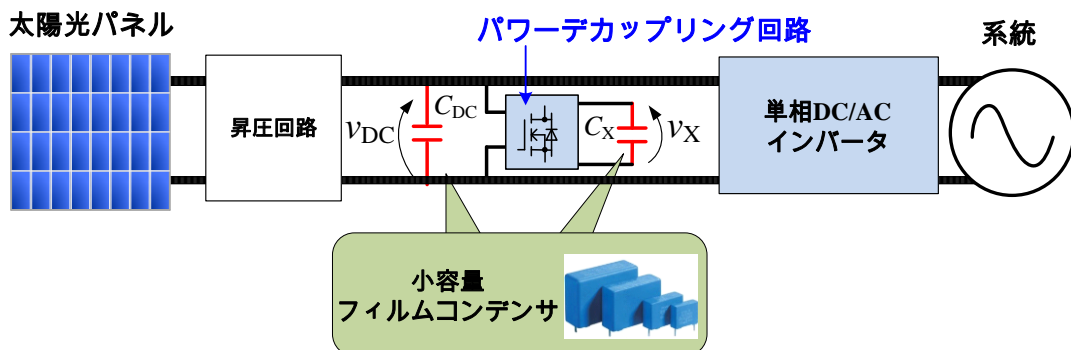 太陽光パネル
パワーデカップリング回路
系統
昇圧回路
vDC
CDC
CX
vX
単相DC/AC
インバータ
小容量
フィルムコンデンサ